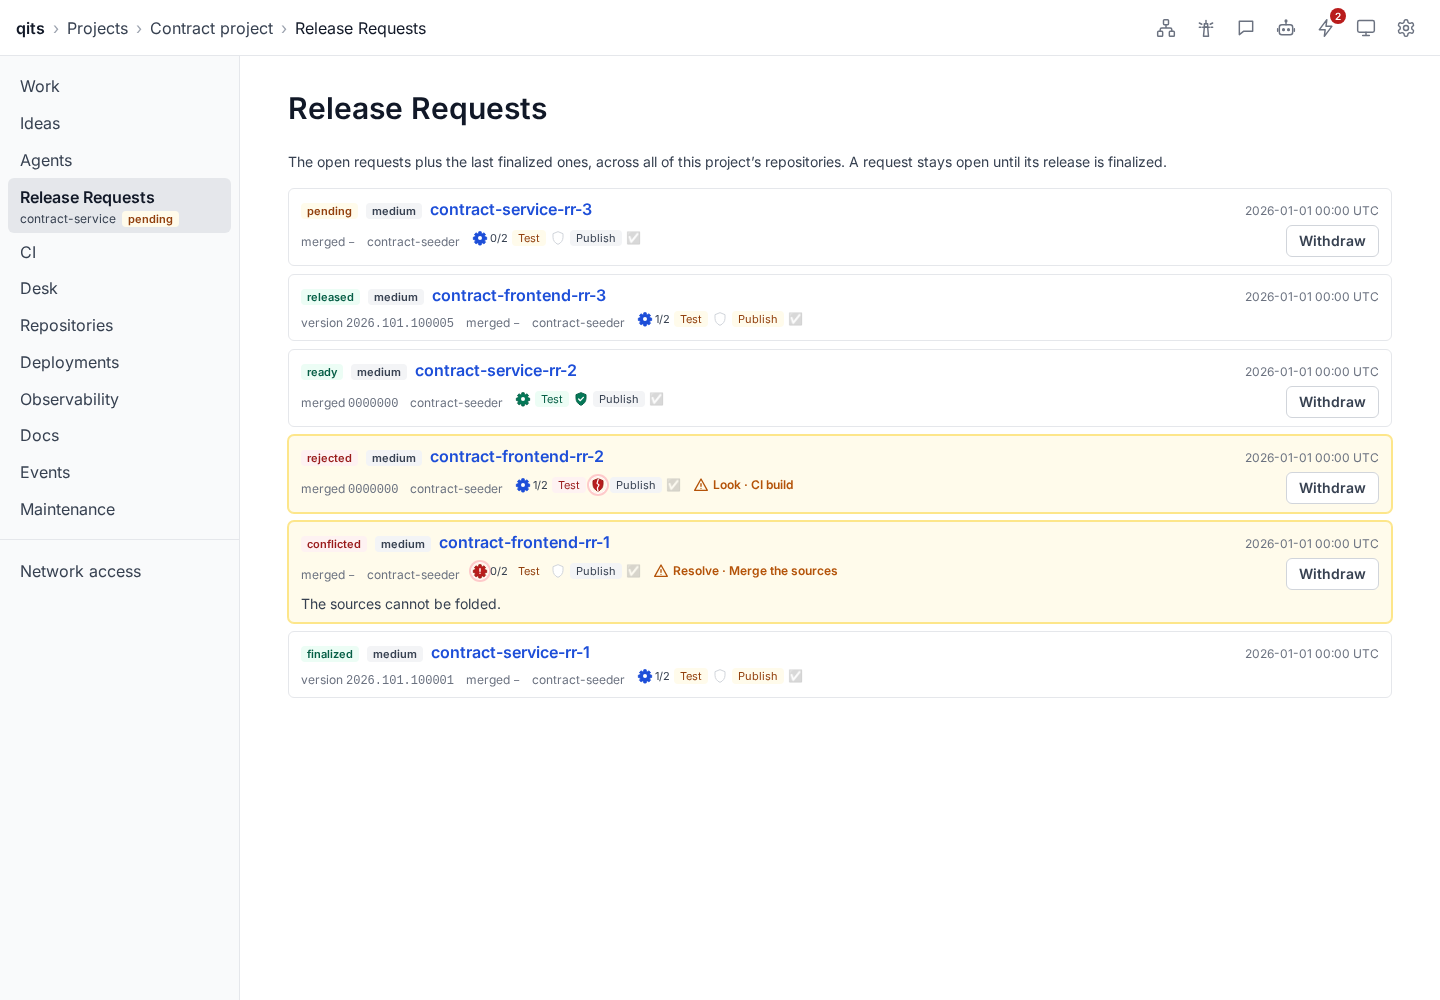 qits › Projects › Contract project › Release Requests
2
Work
Ideas
Agents
Release Requests
contract-service pending
CI
Desk
Repositories
Deployments
Observability
Docs
Events
Maintenance
Network access
Release Requests
The open requests plus the last finalized ones, across all of this project’s repositories. A request stays open until its release is finalized.
pending medium contract-service-rr-3 2026-01-01 00:00 UTC
merged – contract-seeder 0/2 Test Publish Withdraw
released medium contract-frontend-rr-3 2026-01-01 00:00 UTC
version 2026.101.100005 merged – contract-seeder 1/2 Test Publish
ready medium contract-service-rr-2 2026-01-01 00:00 UTC
merged 0000000 contract-seeder Test Publish Withdraw
rejected medium contract-frontend-rr-2 2026-01-01 00:00 UTC
merged 0000000 contract-seeder 1/2 Test Publish Look · CI build Withdraw
conflicted medium contract-frontend-rr-1 2026-01-01 00:00 UTC
merged – contract-seeder 0/2 Test Publish Resolve · Merge the sources Withdraw
The sources cannot be folded.
finalized medium contract-service-rr-1 2026-01-01 00:00 UTC
version 2026.101.100001 merged – contract-seeder 1/2 Test Publish